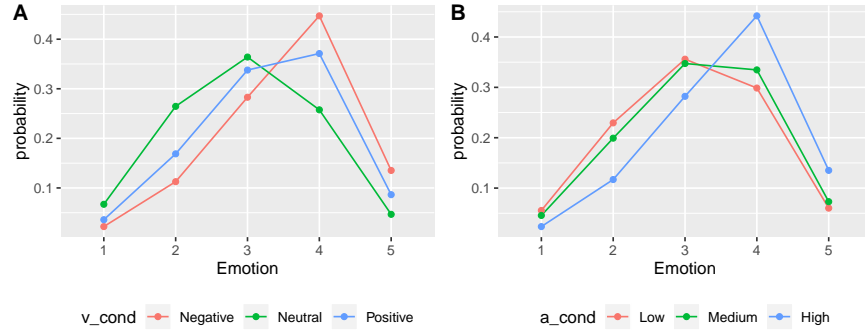 A
B
probability
0.4
0.3
0.2
0.1
1 2 3 4 5
Emotion
v_cond Negative Neutral Positive
probability
0.4
0.3
0.2
0.1
1 2 3 4 5
Emotion
a_cond Low Medium High